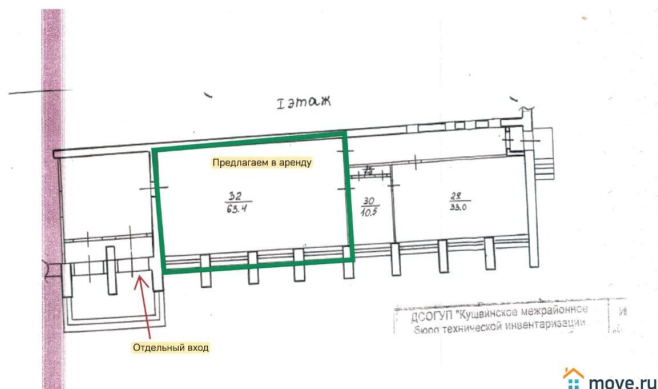 I этаж
Предлагаем в аренду
32
63.4
30
10.5
28
33.0
Отдельный вход
ДСОГУП "Кушвинское межрайонное
бюро технической инвентаризации
move.ru